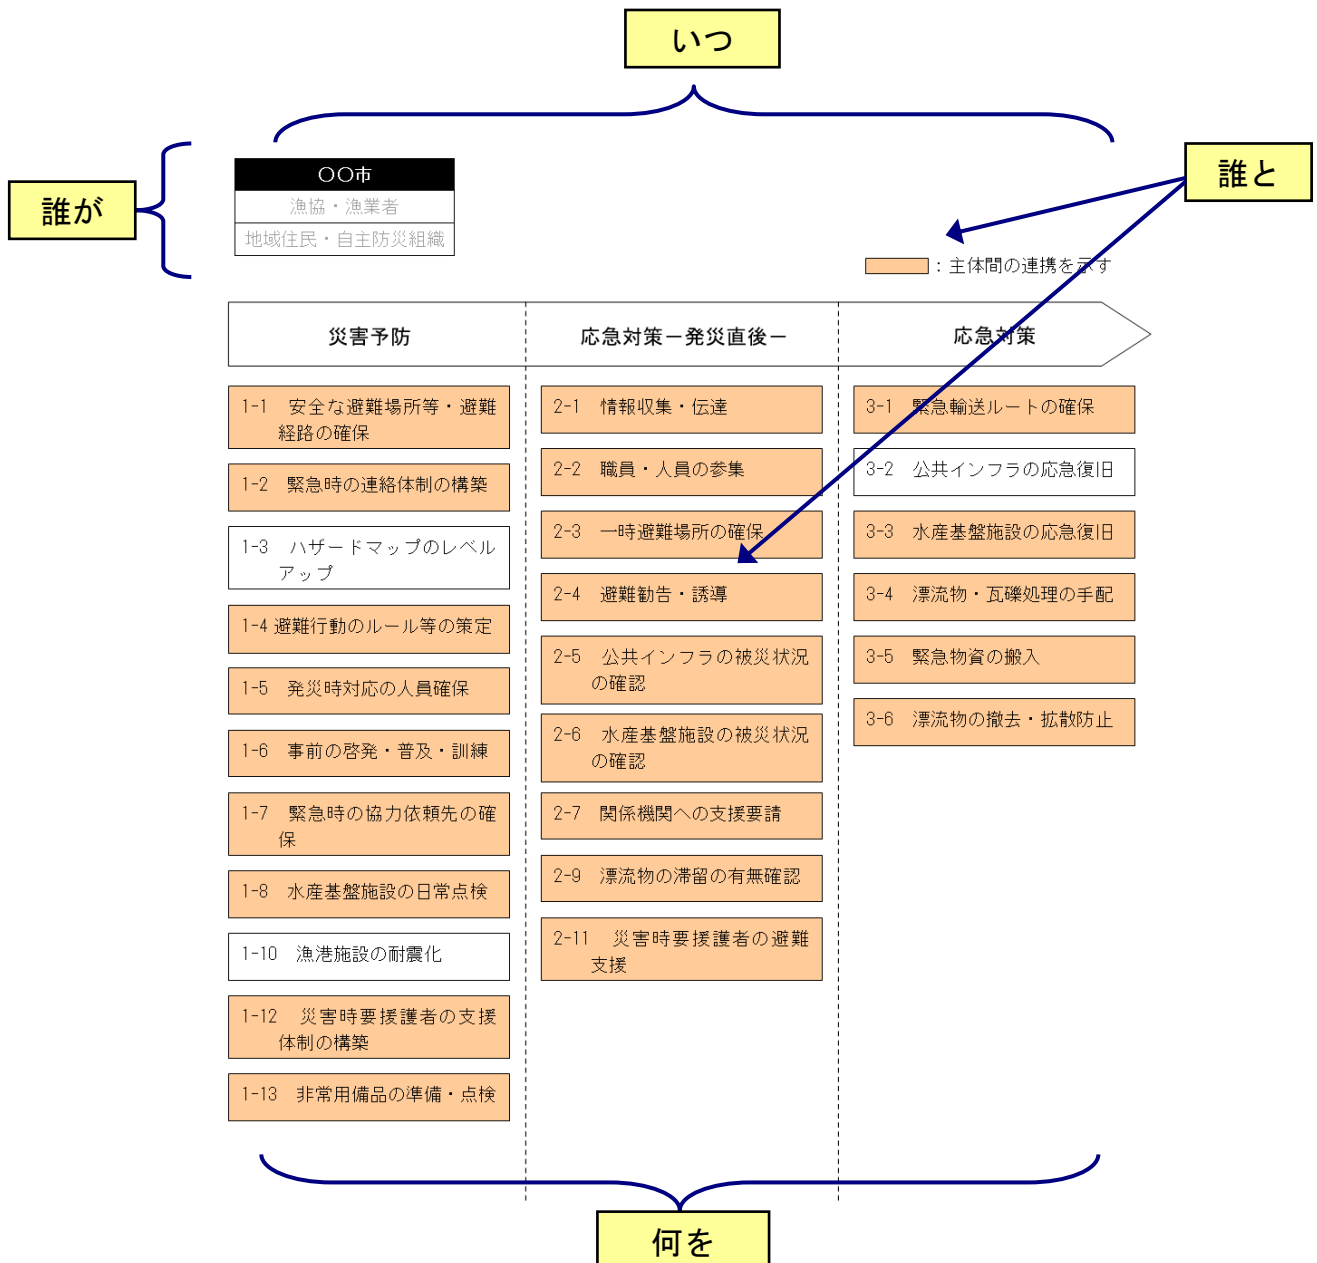 いつ
誰と
誰が
〇〇市
漁協・漁業者
地域住民・自主防災組織
：主体間の連携を示す
災害予防
応急対策－発災直後－
応急対策
1-1　安全な避難場所等・避難
経路の確保
1-2　緊急時の連絡体制の構築
1-3　ハザードマップのレベル
アップ
1-4 避難行動のルール等の策定
1-5　発災時対応の人員確保
1-6　事前の啓発・普及・訓練
1-7　緊急時の協力依頼先の確
保
1-8　水産基盤施設の日常点検
1-10　漁港施設の耐震化
1-12　災害時要援護者の支援
体制の構築
1-13　非常用備品の準備・点検
2-1　情報収集・伝達
2-2　職員・人員の参集
2-3　一時避難場所の確保
2-4　避難勧告・誘導
2-5　公共インフラの被災状況
の確認
2-6　水産基盤施設の被災状況
の確認
2-7　関係機関への支援要請
2-9　漂流物の滞留の有無確認
2-11　災害時要援護者の避難
支援
3-1　緊急輸送ルートの確保
3-2　公共インフラの応急復旧
3-3　水産基盤施設の応急復旧
3-4　漂流物・瓦礫処理の手配
3-5　緊急物資の搬入
3-6　漂流物の撤去・拡散防止
何を